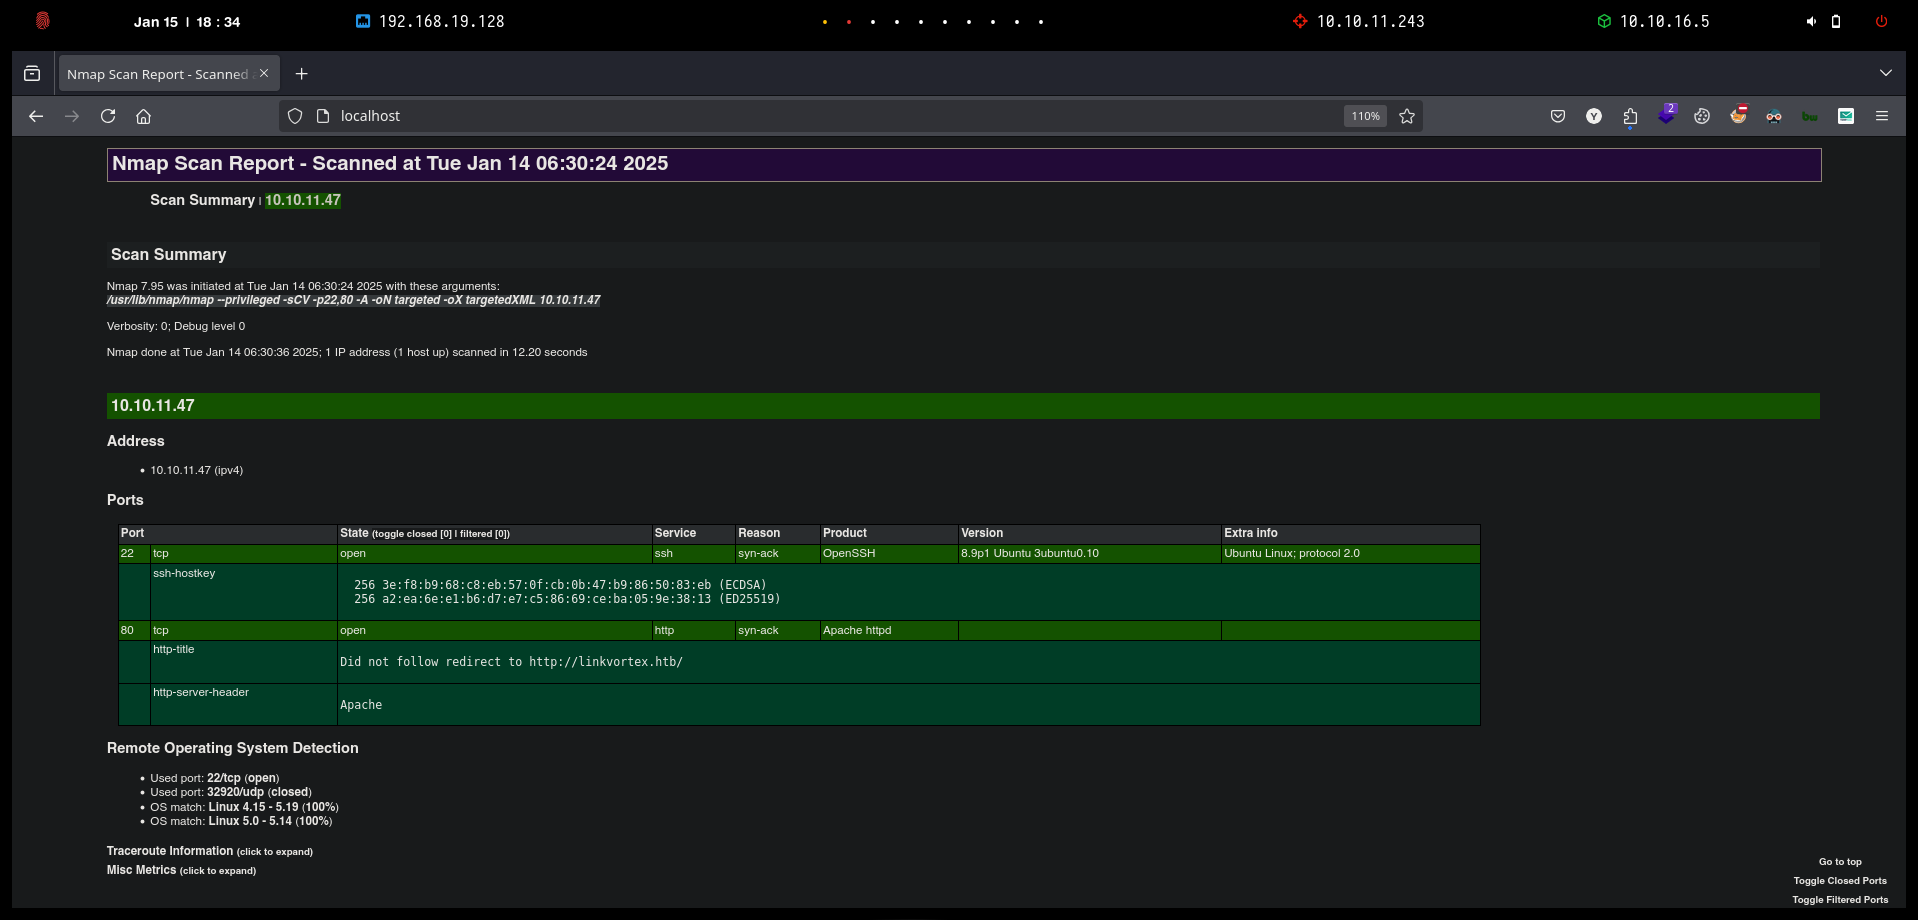 Jan 15 | 18 : 34 192.168.19.128 10.10.11.243 10.10.16.5
Nmap Scan Report - Scanned
localhost 110% Y 2 bw
Nmap Scan Report - Scanned at Tue Jan 14 06:30:24 2025
Scan Summary | 10.10.11.47
Scan Summary
Nmap 7.95 was initiated at Tue Jan 14 06:30:24 2025 with these arguments:
/usr/lib/nmap/nmap --privileged -sCV -p22,80 -A -oN targeted -oX targetedXML 10.10.11.47
Verbosity: 0; Debug level 0
Nmap done at Tue Jan 14 06:30:36 2025; 1 IP address (1 host up) scanned in 12.20 seconds
10.10.11.47
Address
• 10.10.11.47 (ipv4)
Ports
Port State (toggle closed [0] | filtered [0]) Service Reason Product Version Extra info
22 tcp open ssh syn-ack OpenSSH 8.9p1 Ubuntu 3ubuntu0.10 Ubuntu Linux; protocol 2.0
ssh-hostkey
256 3e:f8:b9:68:c8:eb:57:0f:cb:0b:47:b9:86:50:83:eb (ECDSA)
256 a2:ea:6e:e1:b6:d7:e7:c5:86:69:ce:ba:05:9e:38:13 (ED25519)
80 tcp open http syn-ack Apache httpd
http-title
Did not follow redirect to http://linkvortex.htb/
http-server-header
Apache
Remote Operating System Detection
• Used port: 22/tcp (open)
• Used port: 32920/udp (closed)
• OS match: Linux 4.15 - 5.19 (100%)
• OS match: Linux 5.0 - 5.14 (100%)
Traceroute Information (click to expand)
Misc Metrics (click to expand)
Go to top
Toggle Closed Ports
Toggle Filtered Ports